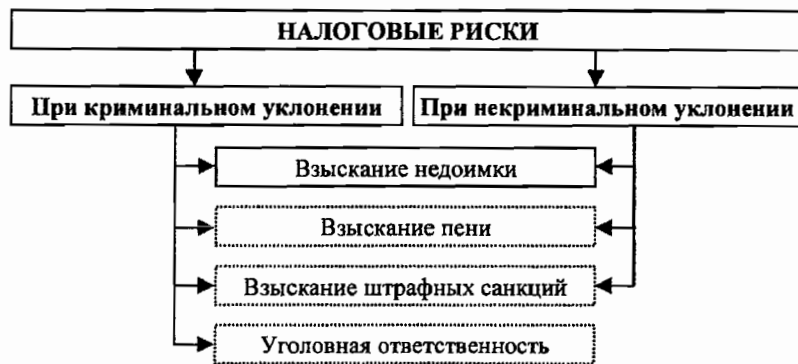 НАЛОГОВЫЕ РИСКИ
При криминальном уклонении
При некриминальном уклонении
Взыскание недоимки
Взыскание пени
Взыскание штрафных санкций
Уголовная ответственность